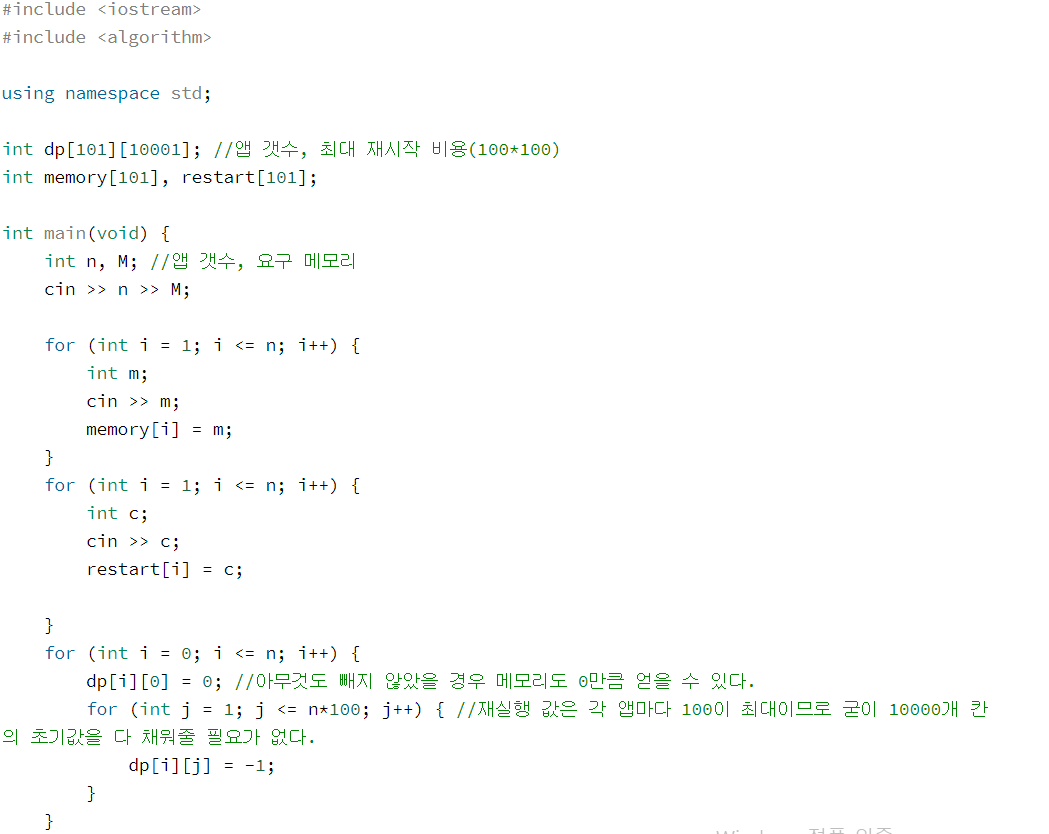 #include <iostream>
#include <algorithm>
using namespace std;
int dp[101][10001]; //앱 갯수, 최대 재시작 비용(100*100)
int memory[101], restart[101];
int main(void) {
    int n, M; //앱 갯수, 요구 메모리
    cin >> n >> M;
    for (int i = 1; i <= n; i++) {
        int m;
        cin >> m;
        memory[i] = m;
    }
    for (int i = 1; i <= n; i++) {
        int c;
        cin >> c;
        restart[i] = c;
    }
    for (int i = 0; i <= n; i++) {
        dp[i][0] = 0; //아무것도 빼지 않았을 경우 메모리도 0만큼 얻을 수 있다.
        for (int j = 1; j <= n*100; j++) { //재실행 값은 각 앱마다 100이 최대이므로 굳이 10000개 칸
의 초기값을 다 채워줄 필요가 없다.
            dp[i][j] = -1;
        }
    }